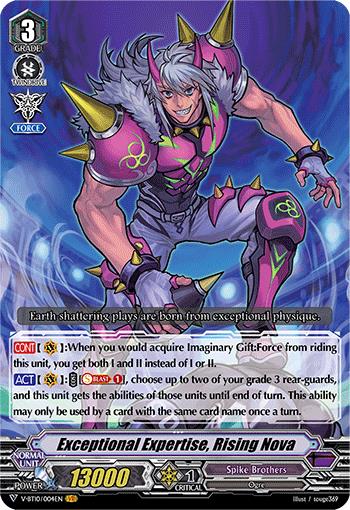 3
GRADE
TWINDRIVE
FORCE
Earth shattering plays are born from exceptional physique.
CONT【】:When you would acquire Imaginary Gift:Force from riding
this unit, you get both I and II instead of I or II.
ACT【】:[S BLAST 1], choose up to two of your grade 3 rear-guards,
and this unit gets the abilities of those units until end of turn. This ability
may only be used by a card with the same card name once a turn.
Exceptional Expertise, Rising Nova
NORMAL
UNIT
POWER
13000
1
CRITICAL
Spike Brothers
Ogre
V-BT10/004EN
Illust / touge369